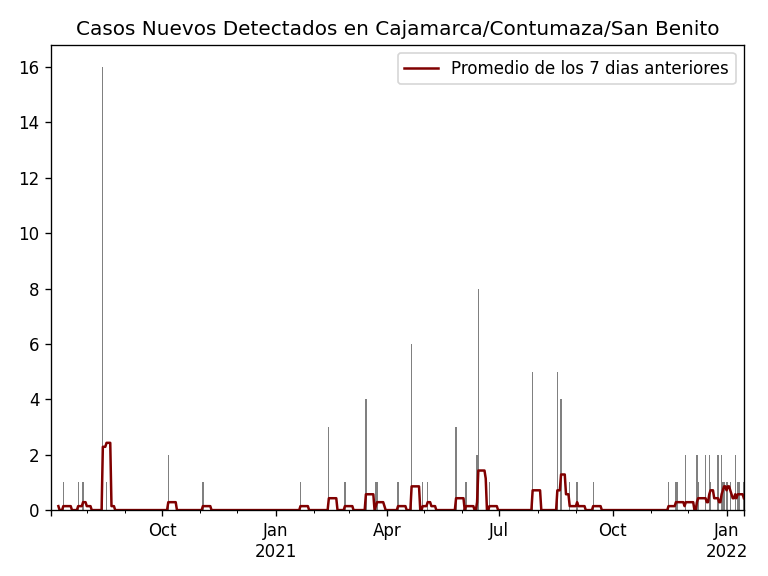 Casos Nuevos Detectados en Cajamarca/Contumaza/San Benito
Promedio de los 7 dias anteriores
16
14
12
10
8
6
4
2
0
Oct
Jan
2021
Apr
Jul
Oct
Jan
2022